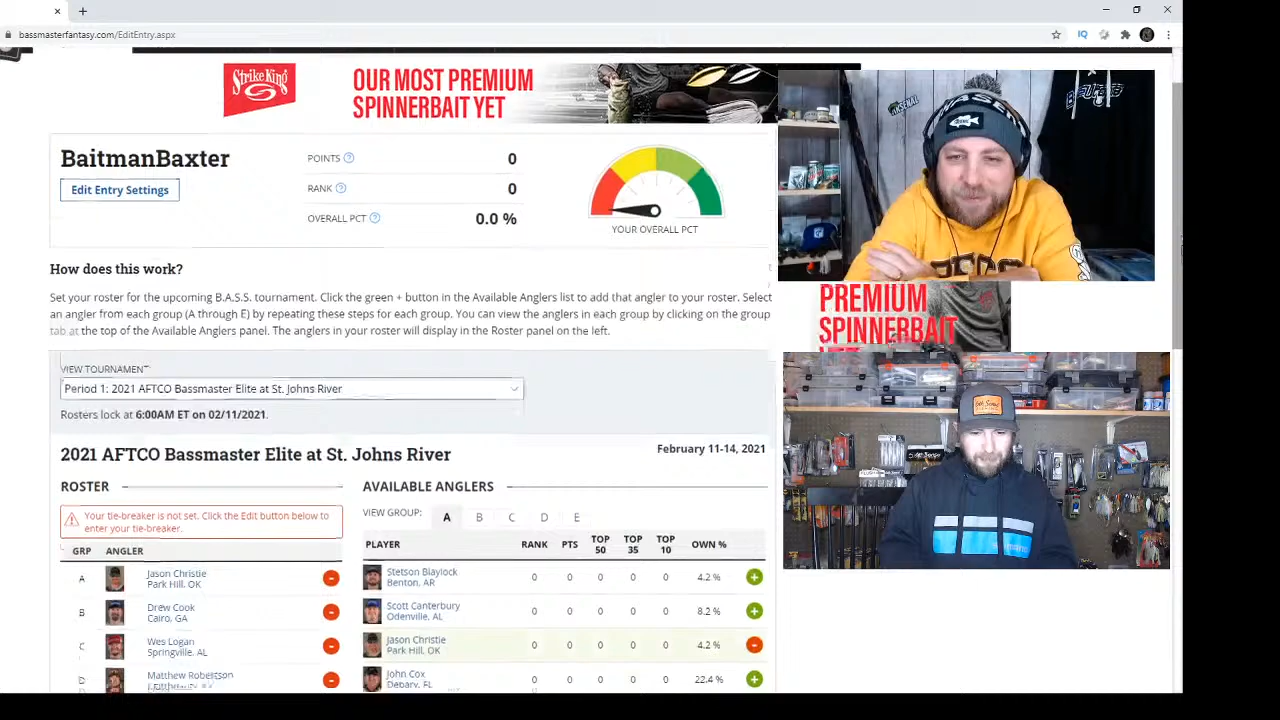 bassmasterfantasy.com/EditEntry.aspx
Strike King
OUR MOST PREMIUM
SPINNERBAIT YET
BaitmanBaxter
Edit Entry Settings
POINTS 0
RANK 0
OVERALL PCT 0.0 %
YOUR OVERALL PCT
How does this work?
Set your roster for the upcoming B.A.S.S. tournament. Click the green + button in the Available Anglers list to add that angler to your roster. Select
an angler from each group (A through E) by repeating these steps for each group. You can view the anglers in each group by clicking on the group
tab at the top of the Available Anglers panel. The anglers in your roster will display in the Roster panel on the left.
VIEW TOURNAMENT
Period 1: 2021 AFTCO Bassmaster Elite at St. Johns River
Rosters lock at 6:00AM ET on 02/11/2021.
2021 AFTCO Bassmaster Elite at St. Johns River
February 11-14, 2021
ROSTER
Your tie-breaker is not set. Click the Edit button below to
enter your tie-breaker.
GRP ANGLER
A Jason Christie
Park Hill, OK
B Drew Cook
Cairo, GA
C Wes Logan
Springville, AL
D Matthew Robertson
AVAILABLE ANGLERS
VIEW GROUP: A B C D E
PLAYER RANK PTS TOP 50 TOP 35 TOP 10 OWN %
Stetson Blaylock 0 0 0 0 0 4.2 %
Benton, AR
Scott Canterbury 0 0 0 0 0 8.2 %
Odenville, AL
Jason Christie 0 0 0 0 0 4.2 %
Park Hill, OK
John Cox 0 0 0 0 0 22.4 %
Debary, FL
PREMIUM
SPINNERBAIT
ARSENAL